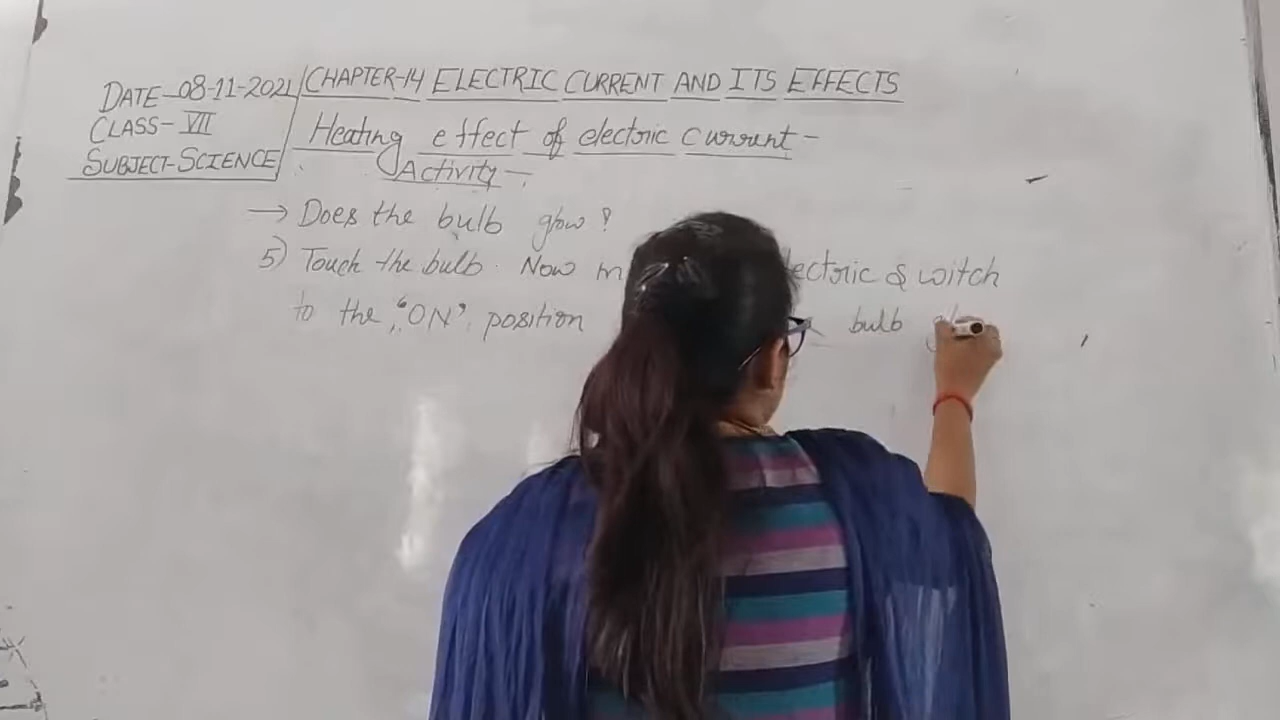 DATE-08-11-2021
CLASS-VII
SUBJECT-SCIENCE
CHAPTER-14 ELECTRIC CURRENT AND ITS EFFECTS
Heating effect of electric current-
Activity-
→ Does the bulb glow?
5) Touch the bulb. Now m lectric switch
to the, "ON", position bulb